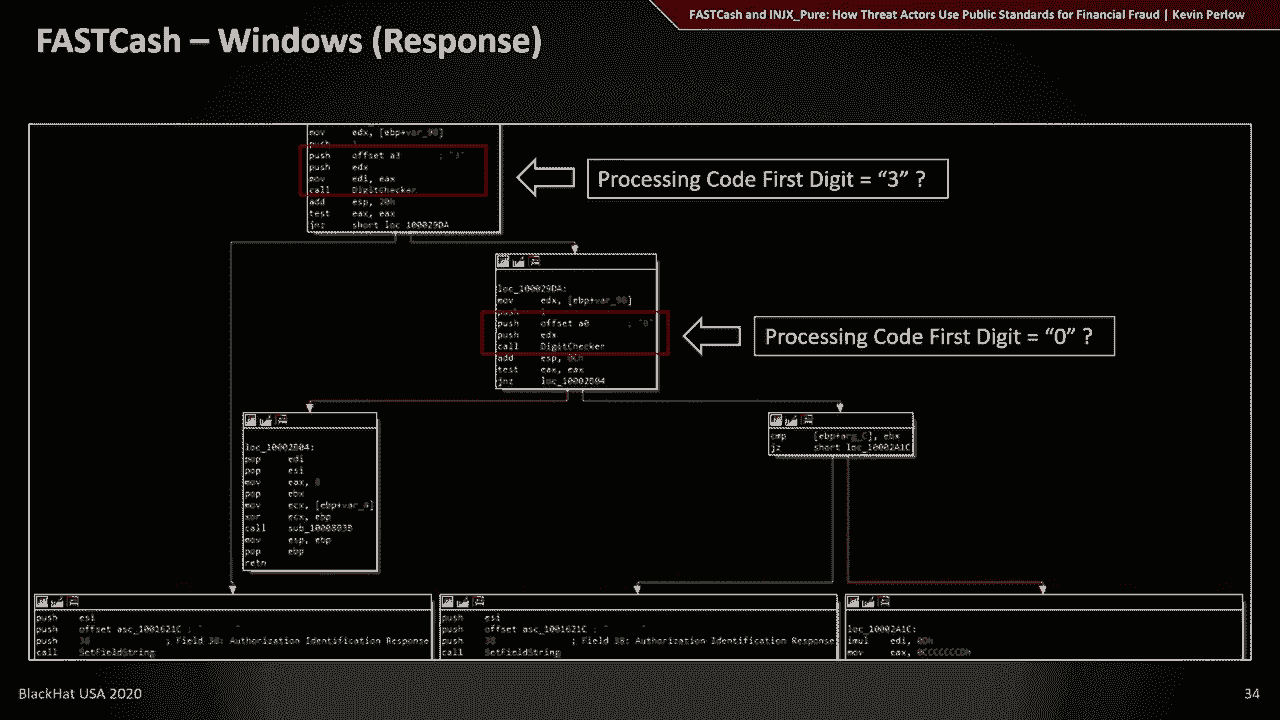 FASTCash and INJX_Pure: How Threat Actors Use Public Standards for Financial Fraud | Kevin Perlow
FASTCash – Windows (Response)
mov edx, [ebp+var_98]
push offset a3 ; "3"
push edx
mov edi, eax
call DigitChecker
add esp, 20h
test eax, eax
jnz short loc_100029DA
Processing Code First Digit = “3” ?
loc_100029DA:
mov edx, [ebp+var_98]
push offset a0 ; "0"
push edx
call DigitChecker
add esp, 0Ch
test eax, eax
jnz loc_10002B04
Processing Code First Digit = “0” ?
loc_10002B04:
pop edi
pop esi
mov eax, 0
pop ebx
mov ecx, [ebp+var_4]
xor ecx, ebp
call
mov esp, ebp
pop ebp
retn
cmp [ebp+arg_C], ebx
jz short loc_10002A1C
push esi
push offset asc_1001621C ; "
push 38 ; Field 38: Authorization Identification Response
call SetFieldString
push esi
push offset asc_1001621C ; "
push 38 ; Field 38: Authorization Identification Response
call SetFieldString
loc_10002A1C:
imul edi, 0Dh
mov eax, 0CCCCCCCDh
BlackHat USA 2020
34